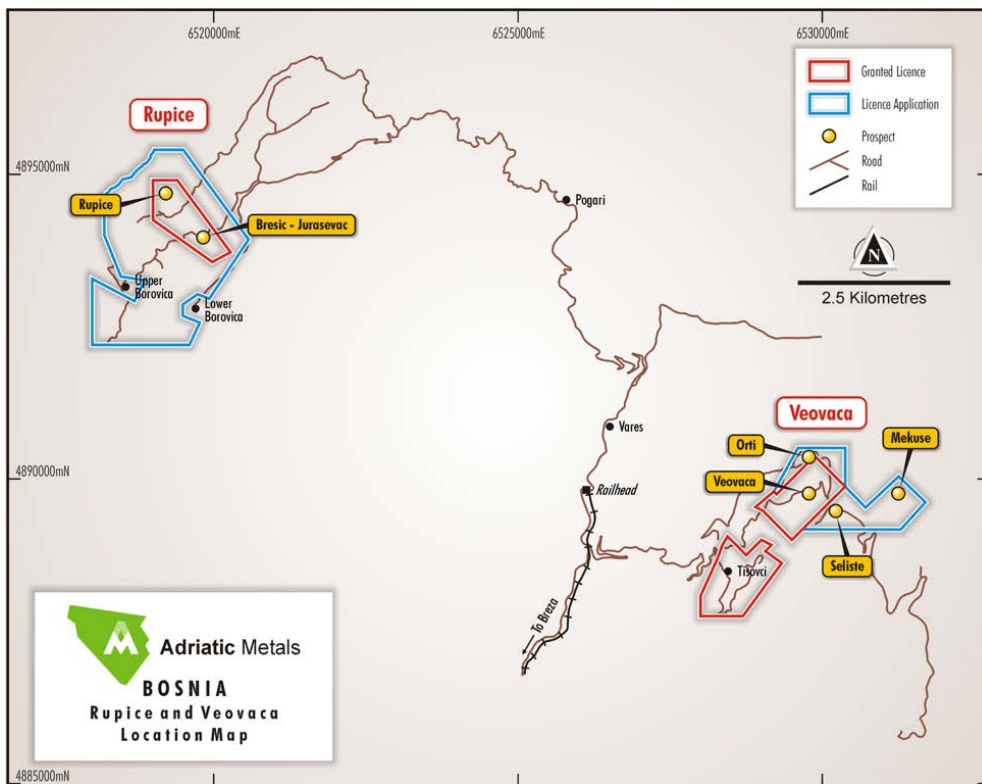 6520000mE
6525000mE
6530000mE
4895000mN
4890000mN
4885000mN
Granted Licence
Licence Application
Prospect
Road
Rail
N
2.5 Kilometres
Rupice
Rupice
Bresic - Jurasevac
Upper
Borovica
Lower
Borovica
Pogari
Vares
Railhead
To Breza
Veovaca
Orti
Mekuse
Veovaca
Seliste
Tisovci
Adriatic Metals
BOSNIA
Rupice and Veovaca
Location Map